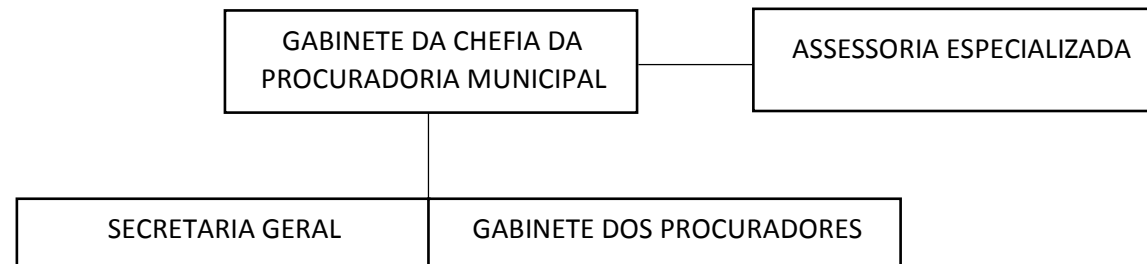 GABINETE DA CHEFIA DA
PROCURADORIA MUNICIPAL
ASSESSORIA ESPECIALIZADA
SECRETARIA GERAL
GABINETE DOS PROCURADORES